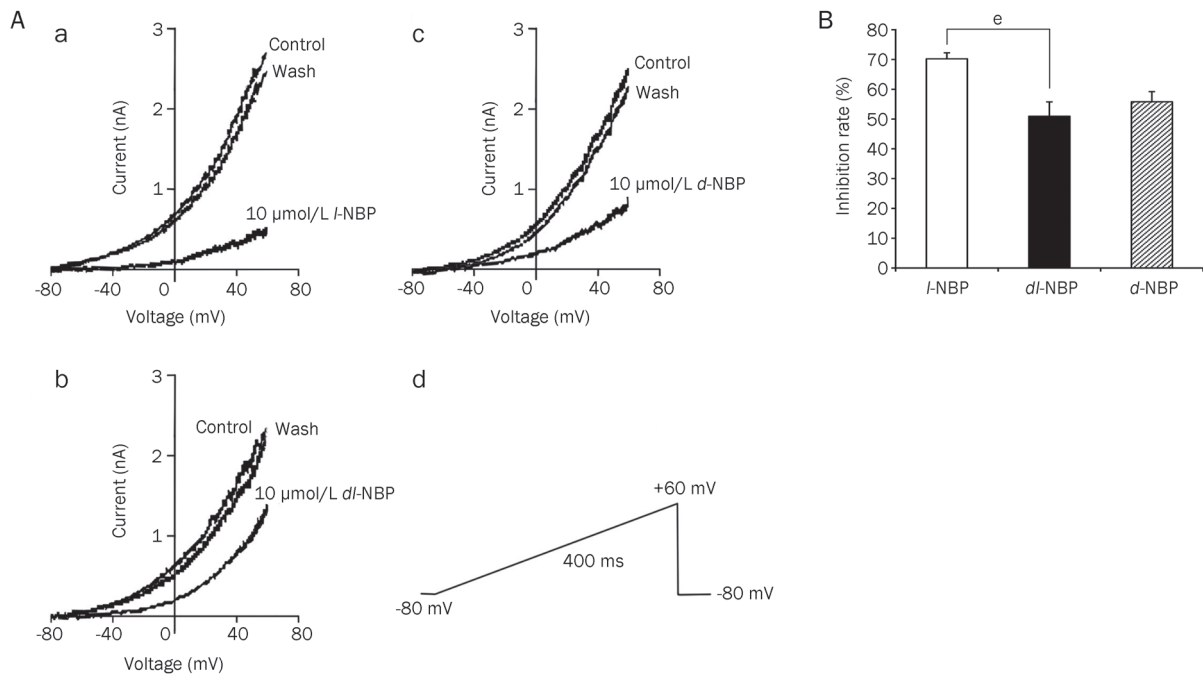 A
a
3
2
1
Current (nA)
Control
Wash
10 µmol/L l-NBP
-80 -40 0 40 80
Voltage (mV)
c
3
2
1
Current (nA)
Control
Wash
10 µmol/L d-NBP
-80 -40 0 40 80
Voltage (mV)
B
e
80
70
60
50
40
30
20
10
0
Inhibition rate (%)
l-NBP dl-NBP d-NBP
b
3
2
1
Current (nA)
Control Wash
10 µmol/L dl-NBP
-80 -40 0 40 80
Voltage (mV)
d
+60 mV
400 ms
-80 mV
-80 mV